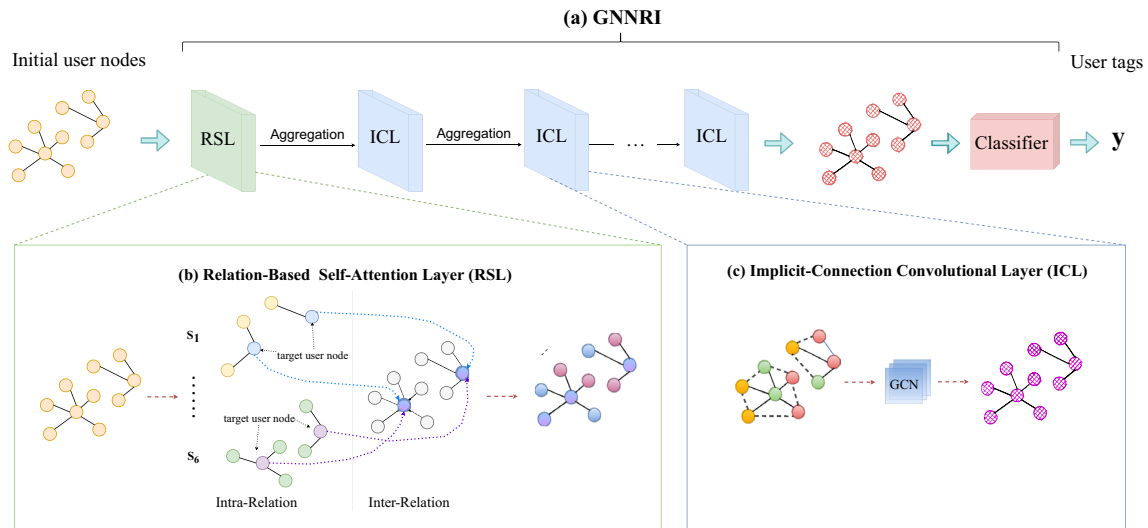 (a) GNNRI
Initial user nodes
User tags
RSL
Aggregation
ICL
Aggregation
ICL
...
ICL
Classifier
y
(b) Relation-Based Self-Attention Layer (RSL)
S1
target user node
target user node
S6
Intra-Relation
Inter-Relation
(c) Implicit-Connection Convolutional Layer (ICL)
GCN